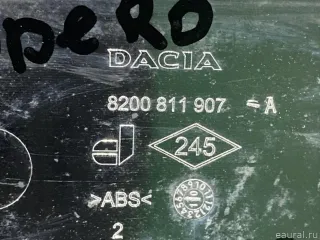 DERO
DACIA
8200 811 907 -A
245
>ABS<
2
eaural.ru